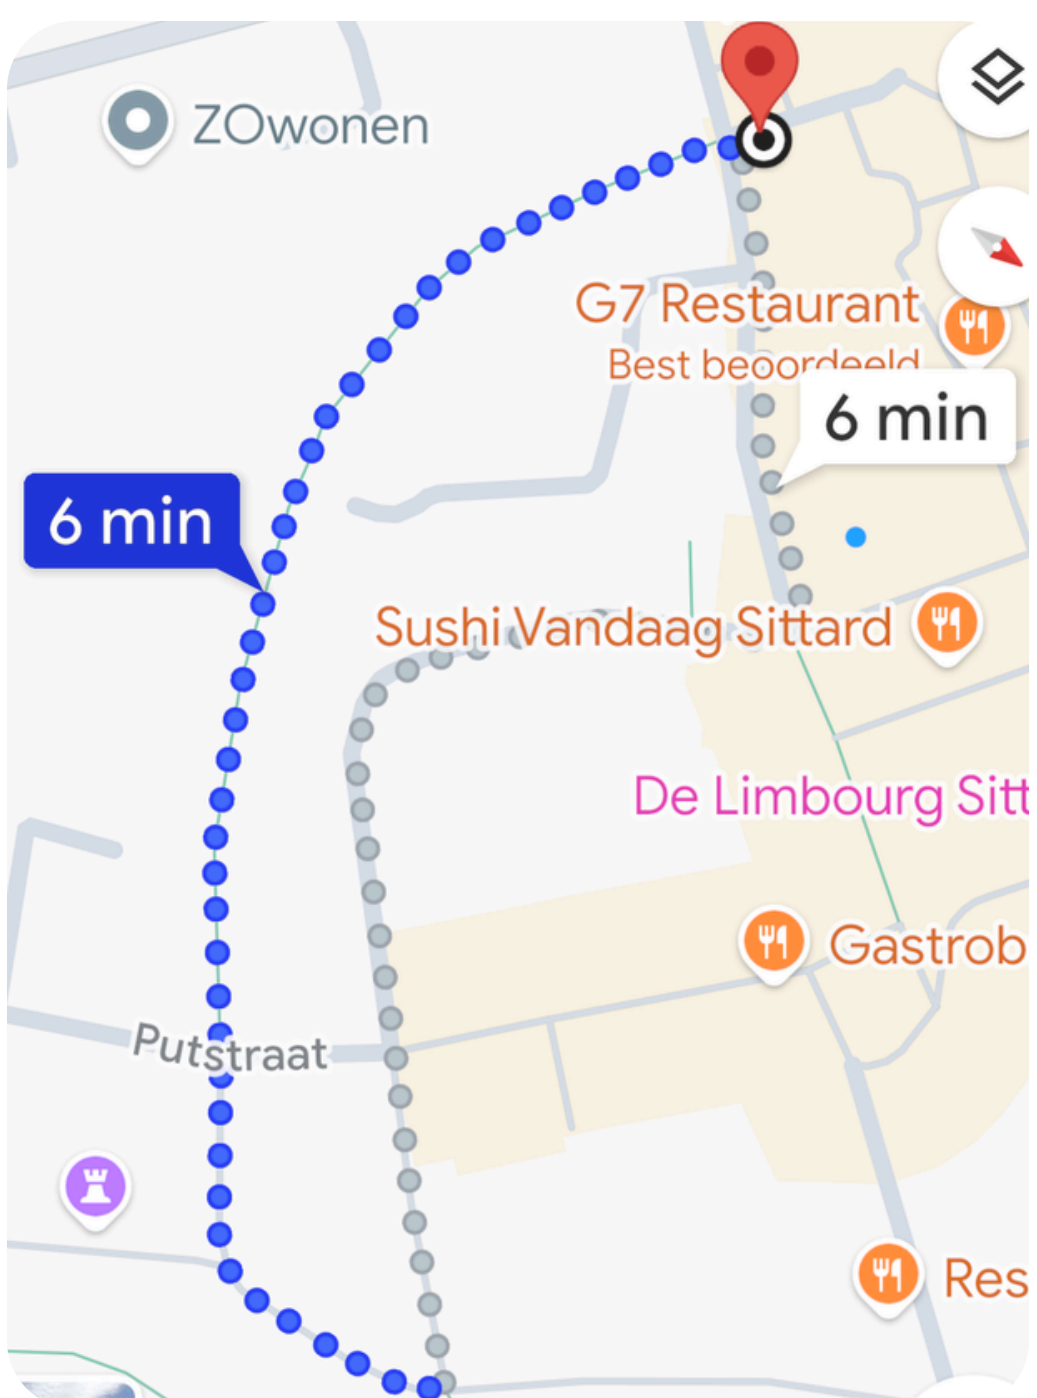 ZOwonen
G7 Restaurant
Best beoordeeld
6 min
6 min
Sushi Vandaag Sittard
De Limbourg Sitt
Gastrob
Putstraat
Res